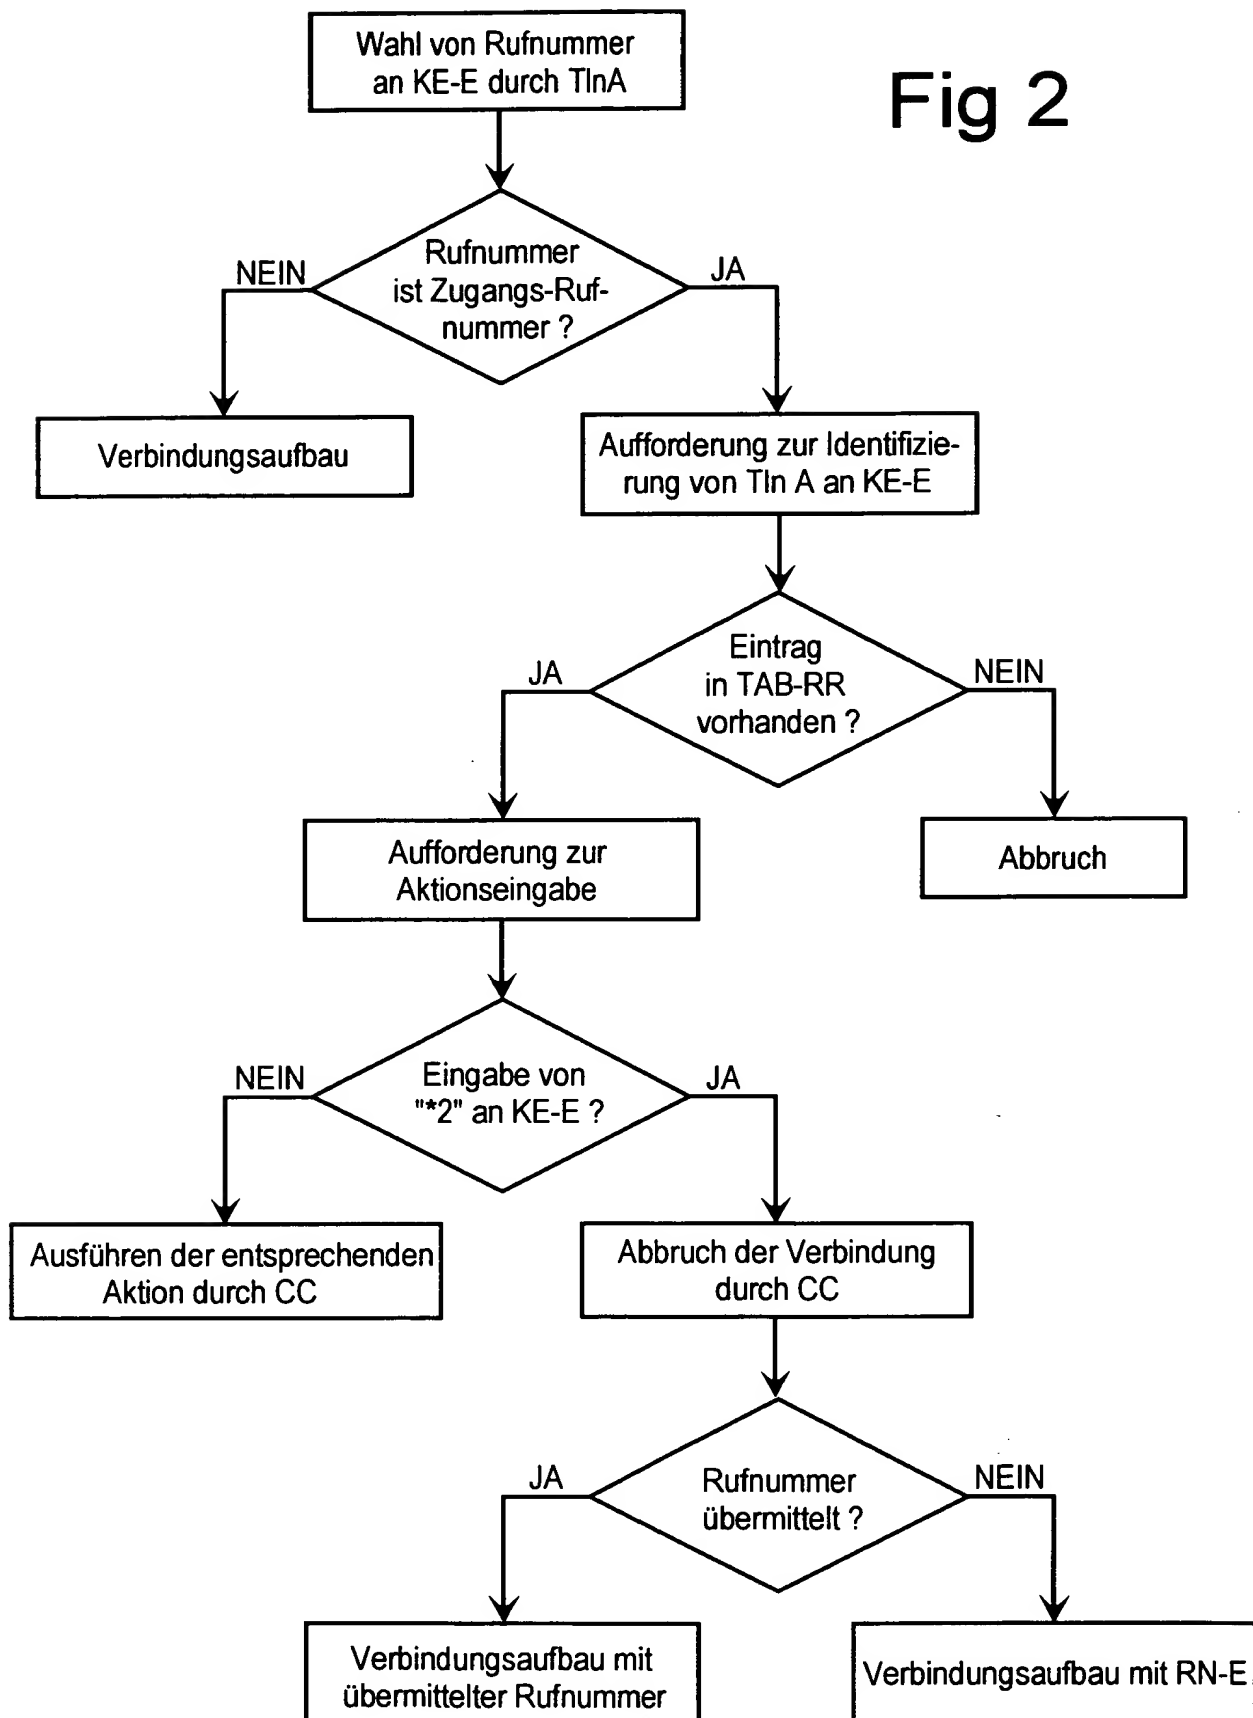 Wahl von Rufnummer
an KE-E durch TlnA
Fig 2
Rufnummer
ist Zugangs-Ruf-
nummer ?
NEIN
JA
Verbindungsaufbau
Aufforderung zur Identifizie-
rung von Tln A an KE-E
Eintrag
in TAB-RR
vorhanden ?
JA
NEIN
Aufforderung zur
Aktionseingabe
Abbruch
Eingabe von
"*2" an KE-E ?
NEIN
JA
Ausführen der entsprechenden
Aktion durch CC
Abbruch der Verbindung
durch CC
Rufnummer
übermittelt ?
JA
NEIN
Verbindungsaufbau mit
übermittelter Rufnummer
Verbindungsaufbau mit RN-E